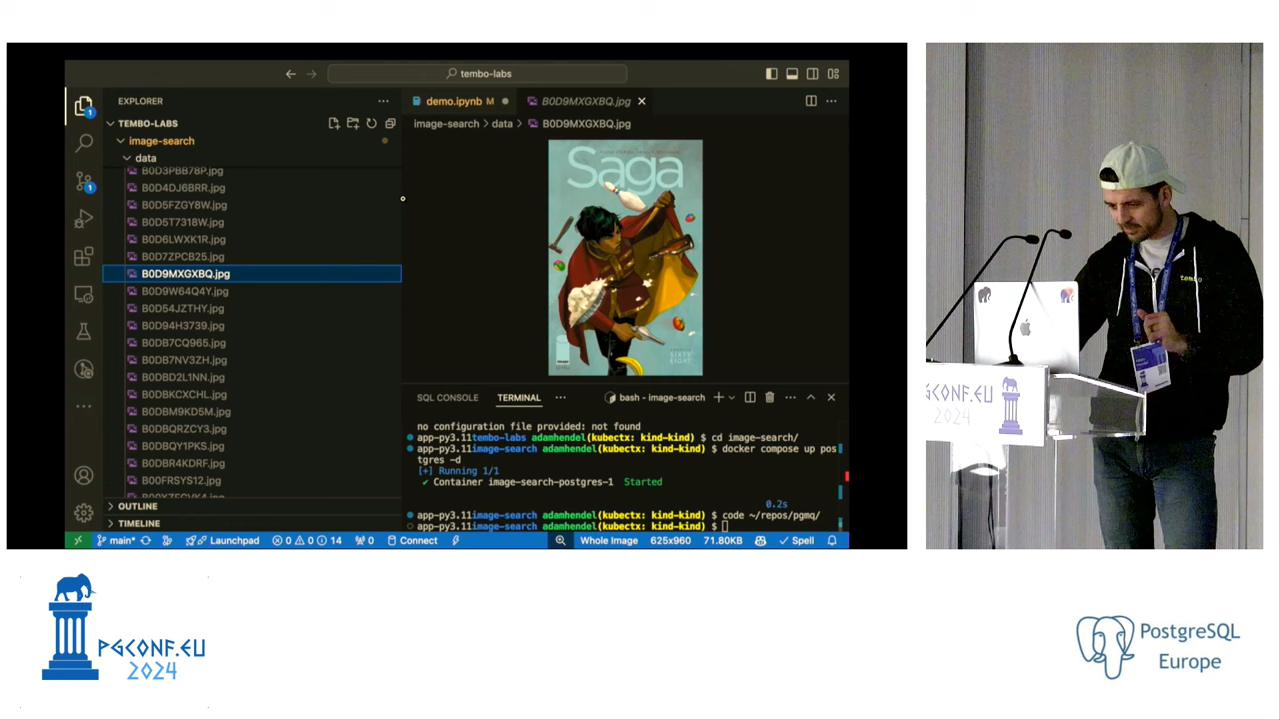 tembo-labs
EXPLORER
demo.ipynb M
B0D9MXGXBQ.jpg
TEMBO-LABS
image-search > data > B0D9MXGXBQ.jpg
image-search
data
B0D3PBB78P.jpg
B0D4DJ6BRR.jpg
B0D5FZGY8W.jpg
B0D5T7318W.jpg
B0D6LWXK1R.jpg
B0D7ZPCB25.jpg
B0D9MXGXBQ.jpg
B0D9W64Q4Y.jpg
B0D54JZTHY.jpg
B0D94H3739.jpg
B0DB7CQ965.jpg
B0DB7NV3ZH.jpg
B0DBD2L1NN.jpg
B0DBKCXCHL.jpg
B0DBM9KD5M.jpg
B0DBQRZCY3.jpg
B0DBQY1PKS.jpg
B0DBR4KDRF.jpg
B00FRSYS12.jpg
OUTLINE
TIMELINE
Saga
SIXTY
EIGHT
SQL CONSOLE
TERMINAL
bash - image-search
no configuration file provided: not found
app-py3.11tembo-labs adamhendel(kubectx: kind-kind) $ cd image-search/
app-py3.11image-search adamhendel(kubectx: kind-kind) $ docker compose up pos
tgres -d
[+] Running 1/1
✔ Container image-search-postgres-1 Started
0.2s
app-py3.11image-search adamhendel(kubectx: kind-kind) $ code ~/repos/pgmq/
app-py3.11image-search adamhendel(kubectx: kind-kind) $
main*
Launchpad
0 0 14
0
Connect
Whole Image
625x960
71.80KB
Spell
tembo
PGCONF.EU
2024
PGCONF.EU
2024
PostgreSQL
Europe